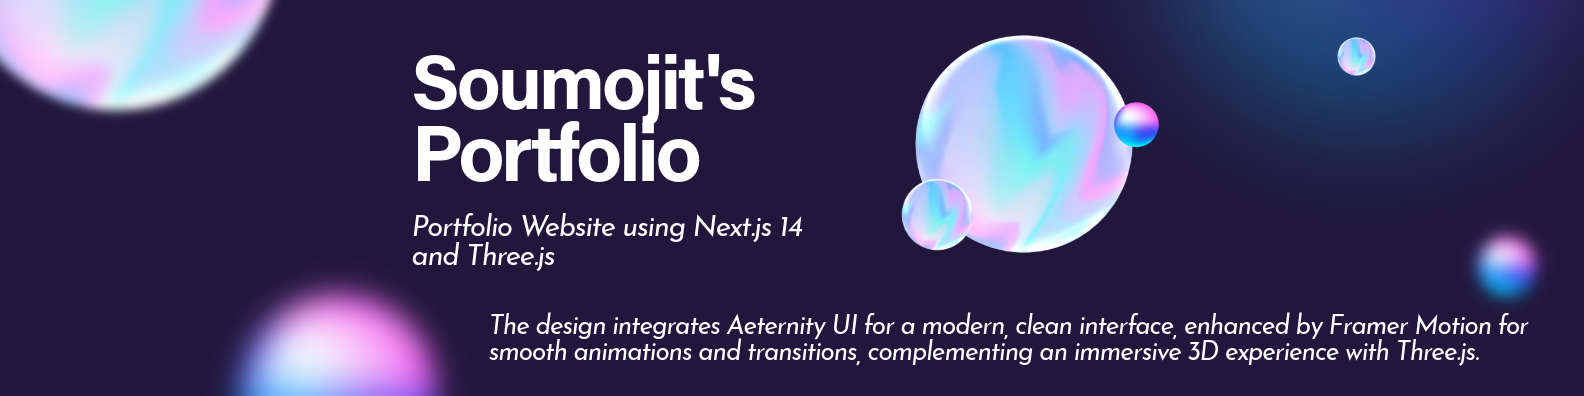 Soumojit's
Portfolio
Portfolio Website using Next.js 14
and Three.js
The design integrates Aeternity UI for a modern, clean interface, enhanced by Framer Motion for
smooth animations and transitions, complementing an immersive 3D experience with Three.js.